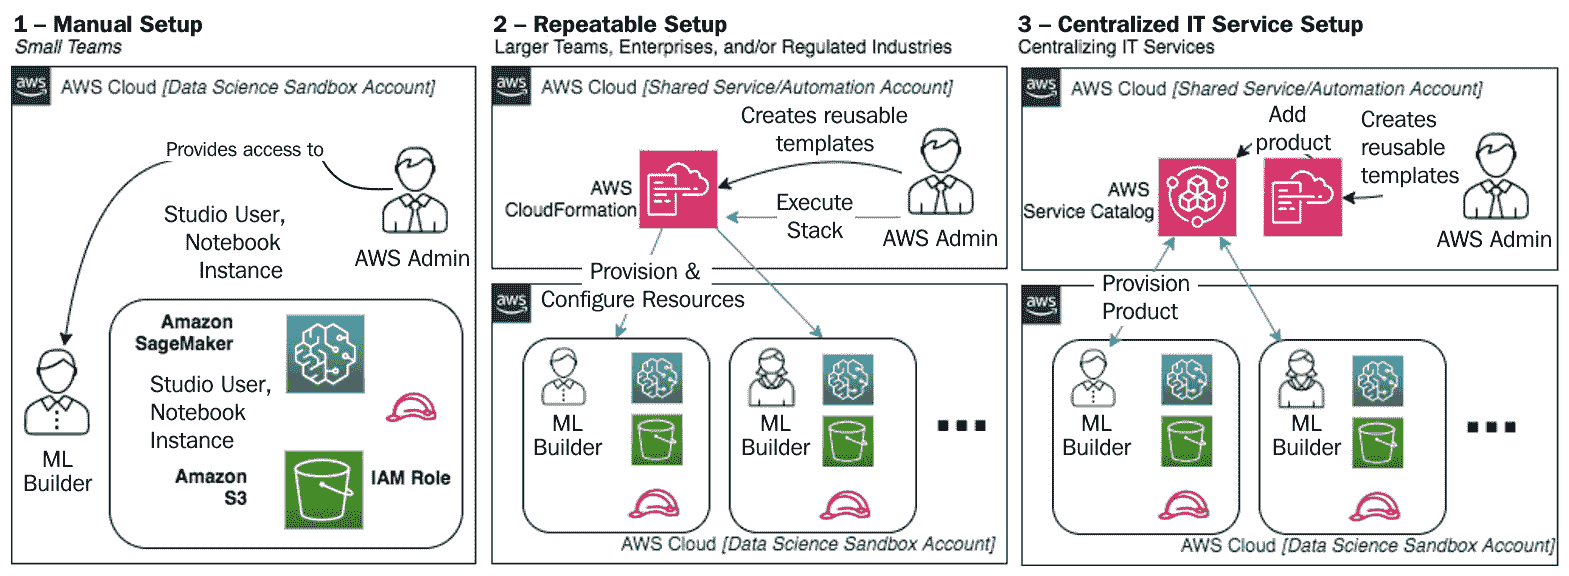 1 – Manual Setup
Small Teams
aws
AWS Cloud [Data Science Sandbox Account]
Provides access to
Studio User,
Notebook
Instance
AWS Admin
Amazon
SageMaker
Studio User,
Notebook
Instance
ML
Builder
Amazon
S3
IAM Role
2 – Repeatable Setup
Larger Teams, Enterprises, and/or Regulated Industries
aws
AWS Cloud [Shared Service/Automation Account]
Creates reusable
templates
AWS
CloudFormation
Execute
Stack
AWS Admin
Provision &
Configure Resources
aws
ML
Builder
ML
Builder
AWS Cloud [Data Science Sandbox Account]
3 – Centralized IT Service Setup
Centralizing IT Services
aws
AWS Cloud [Shared Service/Automation Account]
Add
product
Creates
reusable
templates
AWS
Service Catalog
AWS Admin
Provision
Product
aws
ML
Builder
ML
Builder
AWS Cloud [Data Science Sandbox Account]